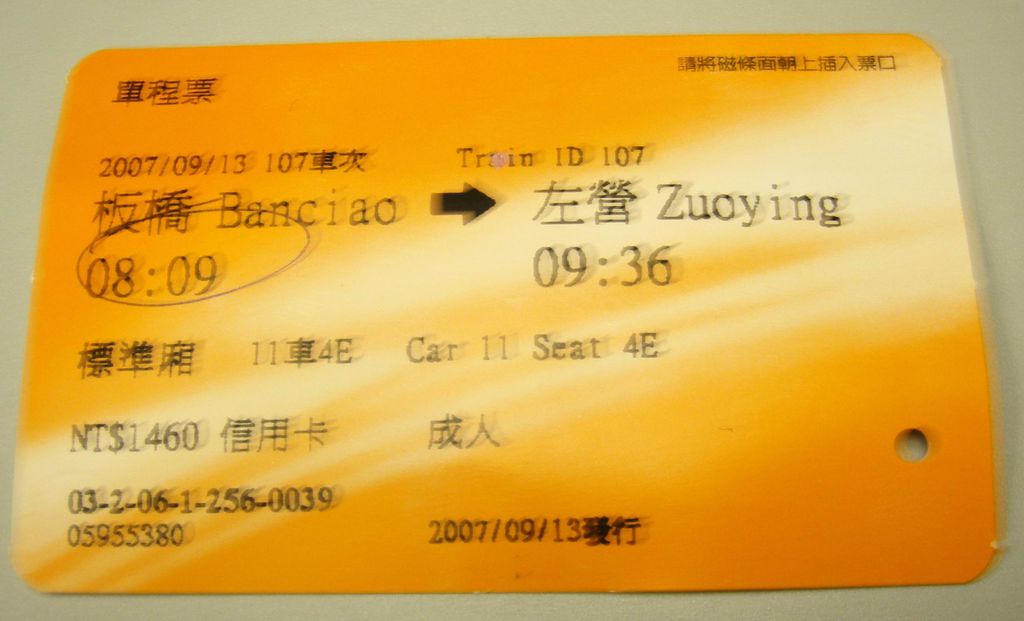 單程票
請將磁條面朝上插入票口
2007/09/13 107車次 Train ID 107
板橋 Banciao ➡ 左營 Zuoying
08:09 09:36
標準廂 11車4E Car 11 Seat 4E
NT$1460 信用卡 成人
03-2-06-1-256-0039
05955380 2007/09/13發行